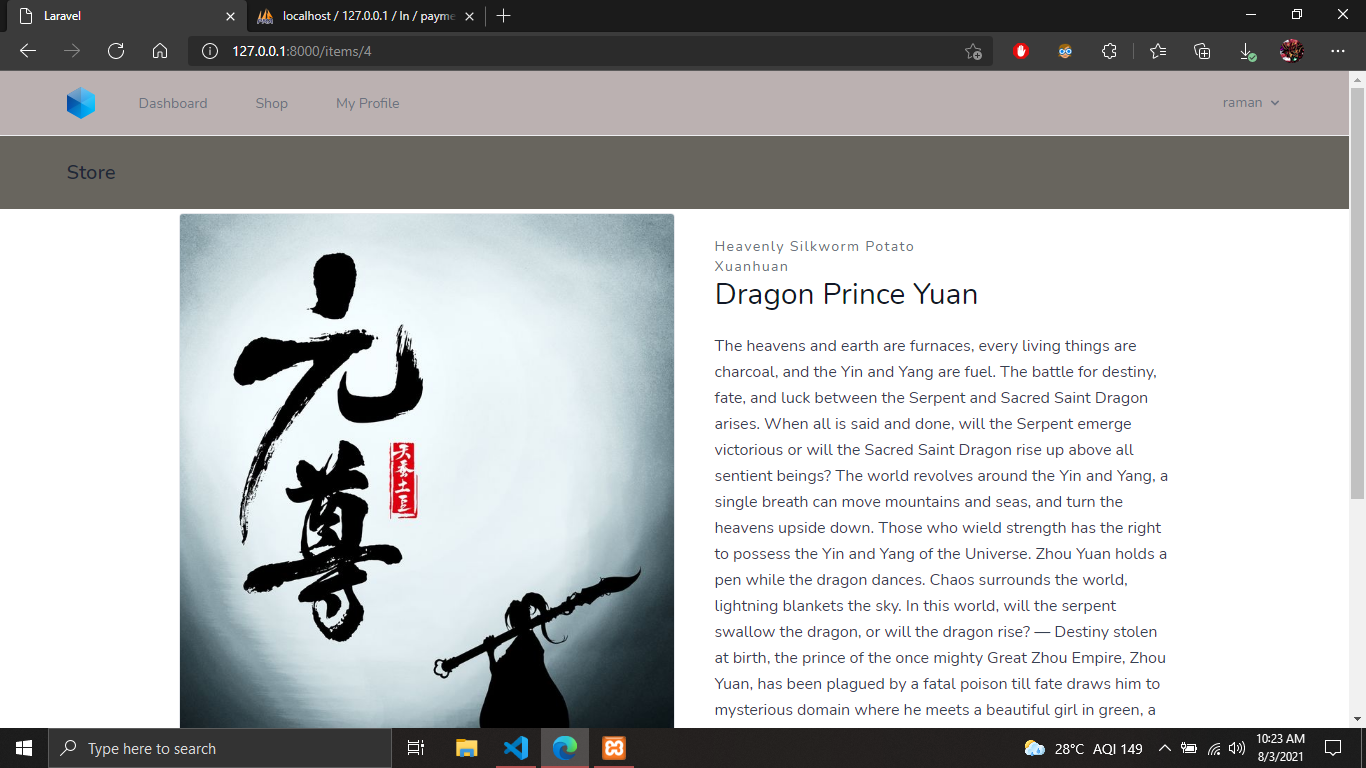 Laravel
localhost / 127.0.0.1 / ln / payme
127.0.0.1:8000/items/4
Dashboard
Shop
My Profile
raman
Store
元
尊
天蚕土豆
Heavenly Silkworm Potato
Xuanhuan
Dragon Prince Yuan
The heavens and earth are furnaces, every living things are
charcoal, and the Yin and Yang are fuel. The battle for destiny,
fate, and luck between the Serpent and Sacred Saint Dragon
arises. When all is said and done, will the Serpent emerge
victorious or will the Sacred Saint Dragon rise up above all
sentient beings? The world revolves around the Yin and Yang, a
single breath can move mountains and seas, and turn the
heavens upside down. Those who wield strength has the right
to possess the Yin and Yang of the Universe. Zhou Yuan holds a
pen while the dragon dances. Chaos surrounds the world,
lightning blankets the sky. In this world, will the serpent
swallow the dragon, or will the dragon rise? — Destiny stolen
at birth, the prince of the once mighty Great Zhou Empire, Zhou
Yuan, has been plagued by a fatal poison till fate draws him to
mysterious domain where he meets a beautiful girl in green, a
Type here to search
28°C AQI 149
10:23 AM
8/3/2021